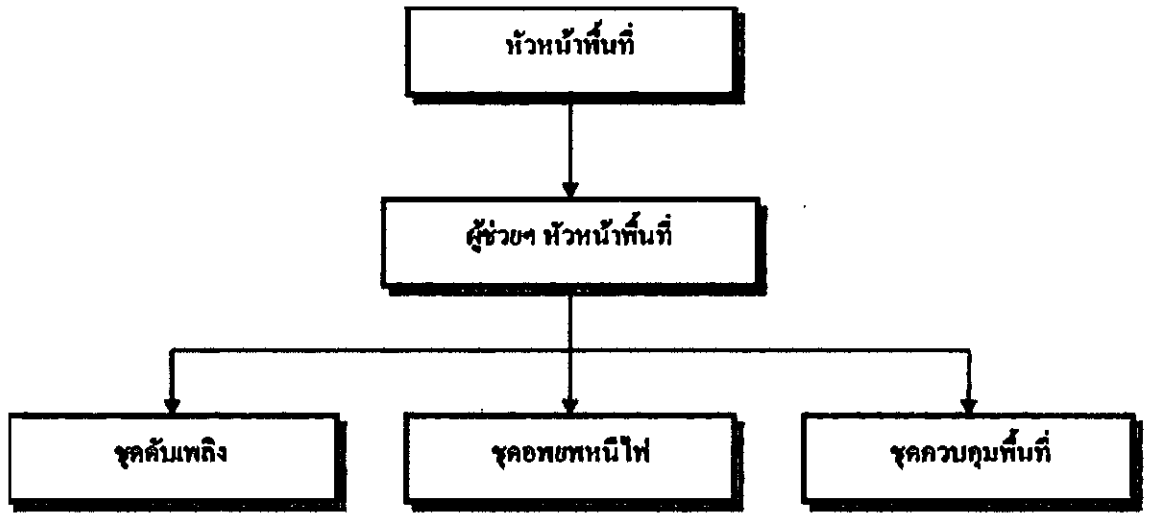 หัวหน้าพื้นที่
ผู้ช่วยฯ หัวหน้าพื้นที่
ชุดดับเพลิง
ชุดอพยพหนีไฟ
ชุดควบคุมพื้นที่